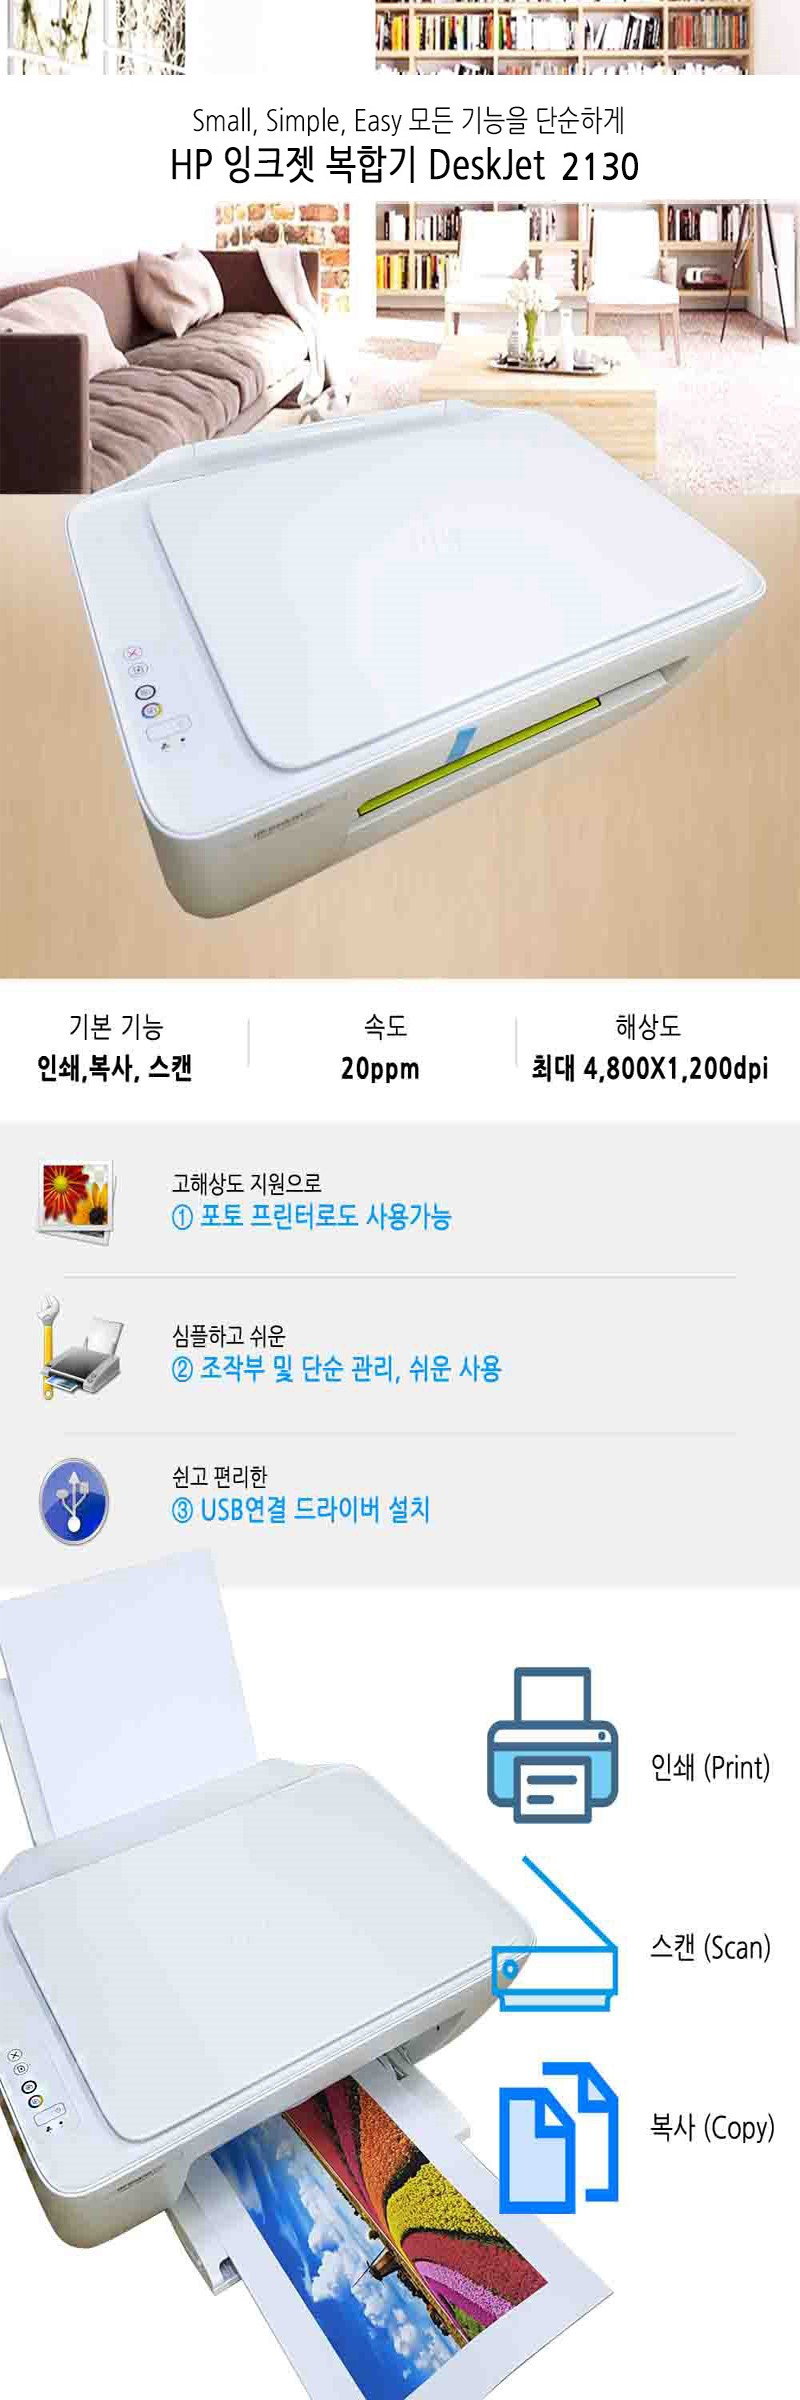 Small, Simple, Easy 모든 기능을 단순하게
HP 잉크젯 복합기 DeskJet 2130
기본 기능
인쇄,복사, 스캔
속도
20ppm
해상도
최대 4,800X1,200dpi
고해상도 지원으로
① 포토 프린터로도 사용가능
심플하고 쉬운
② 조작부 및 단순 관리, 쉬운 사용
쉽고 편리한
③ USB연결 드라이버 설치
인쇄 (Print)
스캔 (Scan)
복사 (Copy)